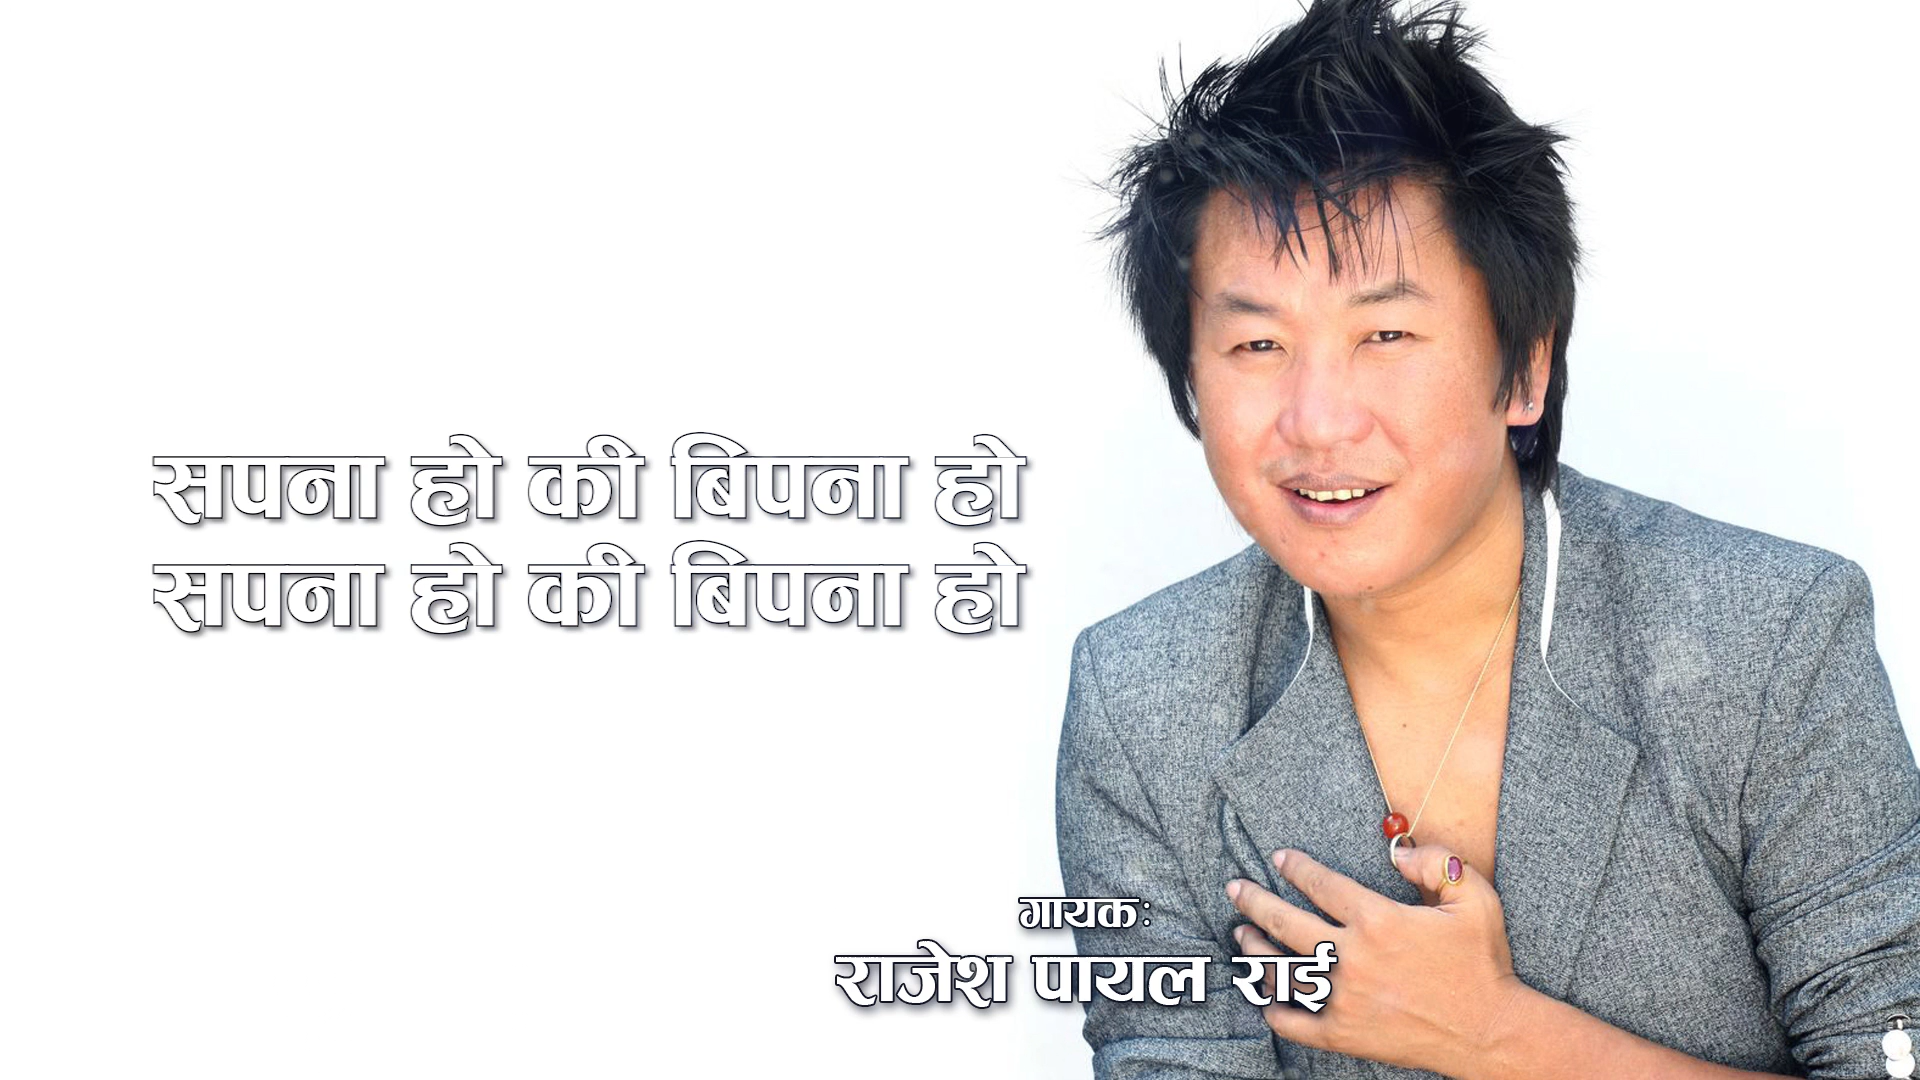 सपना हो की बिपना हो
सपना हो की बिपना हो
गायक:
राजेश पायल राई